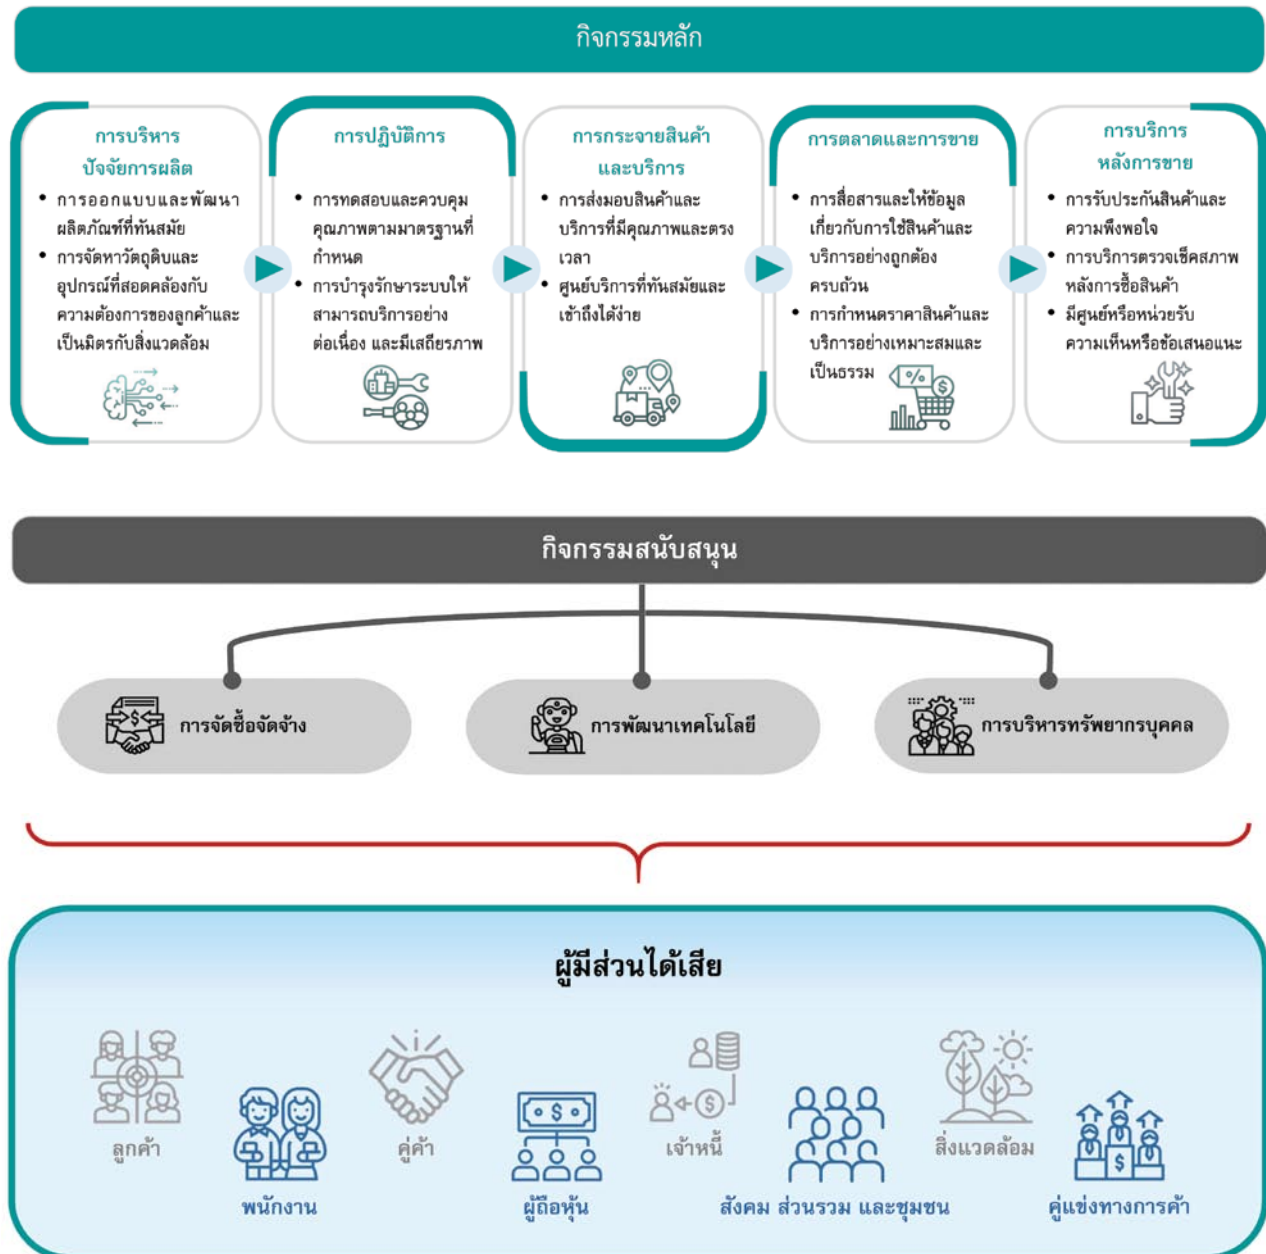 กิจกรรมหลัก
การบริหาร
ปัจจัยการผลิต
• การออกแบบและพัฒนา
ผลิตภัณฑ์ที่ทันสมัย
• การจัดหาวัตถุดิบและ
อุปกรณ์ที่สอดคล้องกับ
ความต้องการของลูกค้าและ
เป็นมิตรกับสิ่งแวดล้อม
การปฏิบัติการ
• การทดสอบและควบคุม
คุณภาพตามมาตรฐานที่
กำหนด
• การบำรุงรักษาระบบให้
สามารถบริการอย่าง
ต่อเนื่อง และมีเสถียรภาพ
การกระจายสินค้า
และบริการ
• การส่งมอบสินค้าและ
บริการที่มีคุณภาพและตรง
เวลา
• ศูนย์บริการที่ทันสมัยและ
เข้าถึงได้ง่าย
การตลาดและการขาย
• การสื่อสารและให้ข้อมูล
เกี่ยวกับการใช้สินค้าและ
บริการอย่างถูกต้อง
ครบถ้วน
• การกำหนดราคาสินค้าและ
บริการอย่างเหมาะสมและ
เป็นธรรม
การบริการ
หลังการขาย
• การรับประกันสินค้าและ
ความพึงพอใจ
• การบริการตรวจเช็คสภาพ
หลังการซื้อสินค้า
• มีศูนย์หรือหน่วยรับ
ความเห็นหรือข้อเสนอแนะ
กิจกรรมสนับสนุน
การจัดซื้อจัดจ้าง
การพัฒนาเทคโนโลยี
การบริหารทรัพยากรบุคคล
ผู้มีส่วนได้เสีย
ลูกค้า
พนักงาน
คู่ค้า
ผู้ถือหุ้น
เจ้าหนี้
สังคม ส่วนรวม และชุมชน
สิ่งแวดล้อม
คู่แข่งทางการค้า